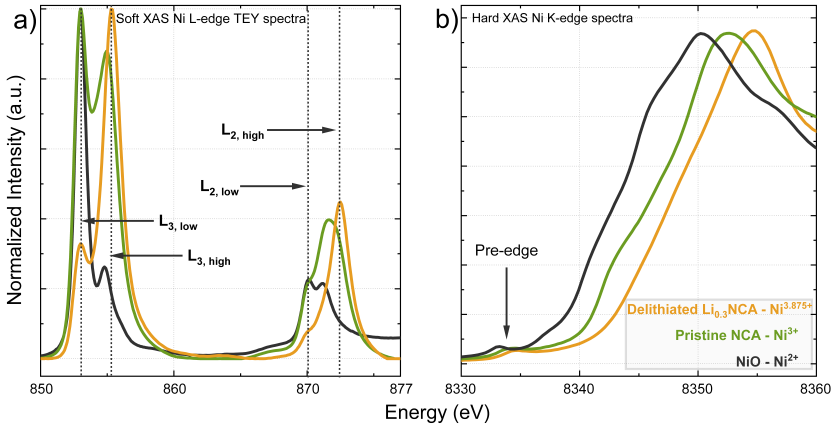 a)
Soft XAS Ni L-edge TEY spectra
L2, high
L2, low
L3, low
L3, high
850
860
870
877
Normalized Intensity (a.u.)
b)
Hard XAS Ni K-edge spectra
Pre-edge
Delithiated Li0.3NCA - Ni3.875+
Pristine NCA - Ni3+
NiO - Ni2+
8330
8340
8350
8360
Energy (eV)